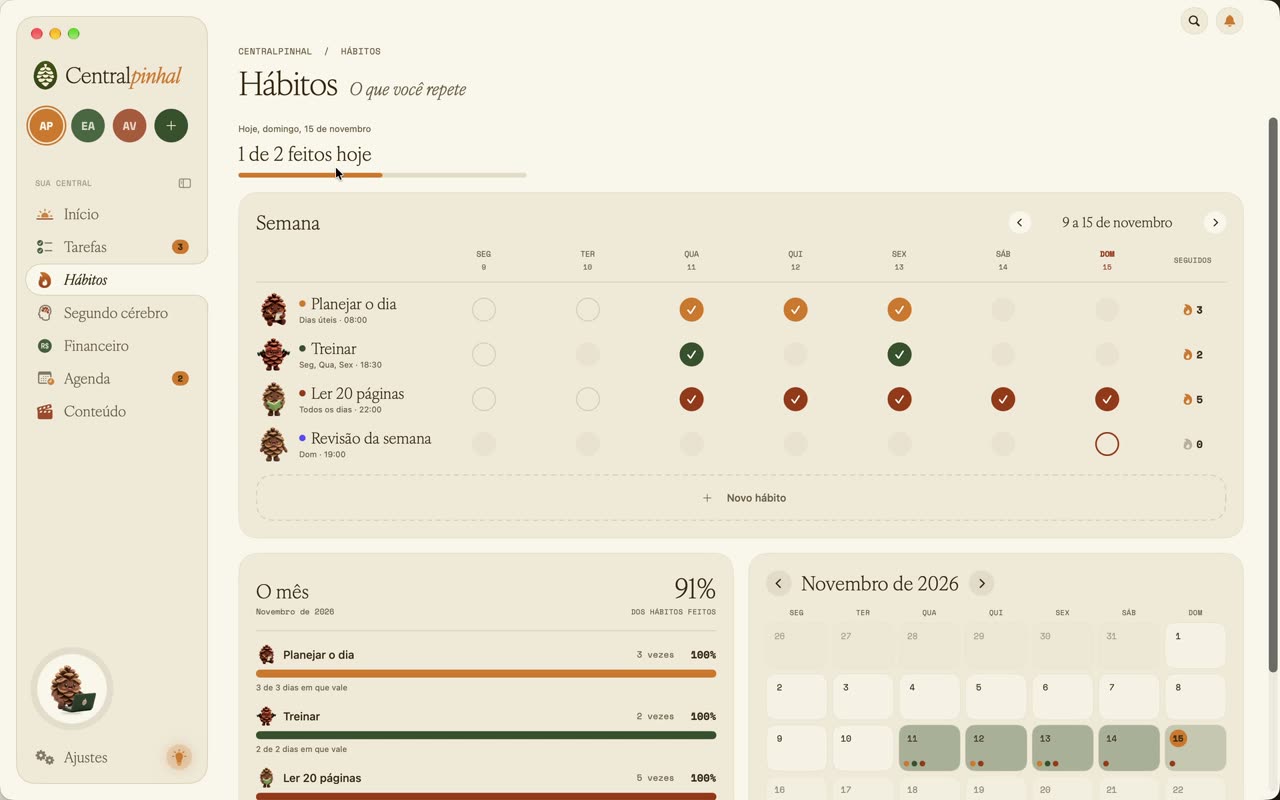 CENTRALPINHAL / HÁBITOS
Centralpinhal
Hábitos O que você repete
AP EA AV +
Hoje, domingo, 15 de novembro
1 de 2 feitos hoje
SUA CENTRAL
Início
Tarefas 3
Hábitos
Segundo cérebro
Financeiro
Agenda 2
Conteúdo
Ajustes
Semana
9 a 15 de novembro
SEG TER QUA QUI SEX SÁB DOM SEGUIDOS
9 10 11 12 13 14 15
Planejar o dia 3
Dias úteis · 08:00
Treinar 2
Seg, Qua, Sex · 18:30
Ler 20 páginas 5
Todos os dias · 22:00
Revisão da semana 0
Dom · 19:00
+ Novo hábito
O mês 91%
Novembro de 2026 DOS HÁBITOS FEITOS
Planejar o dia 3 vezes 100%
3 de 3 dias em que vale
Treinar 2 vezes 100%
2 de 2 dias em que vale
Ler 20 páginas 5 vezes 100%
Novembro de 2026
SEG TER QUA QUI SEX SÁB DOM
26 27 28 29 30 31 1
2 3 4 5 6 7 8
9 10 11 12 13 14 15
16 17 18 19 20 21 22